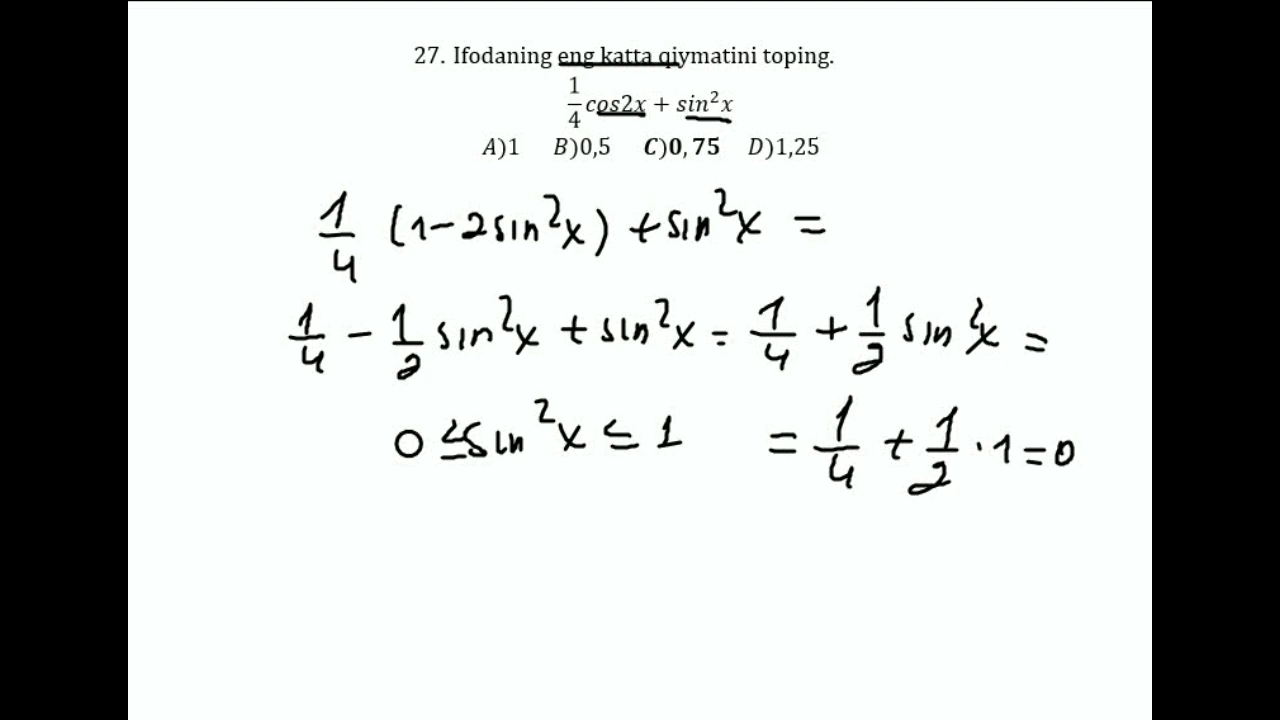 27. Ifodaning eng katta qiymatini toping.
1/4 cos2x + sin²x
A)1 B)0,5 C)0,75 D)1,25
1/4 (1-2sin²x) + sin²x =
1/4 - 1/2 sin²x + sin²x = 1/4 + 1/2 sin²x =
0 ≤ sin²x ≤ 1 = 1/4 + 1/2 · 1 = 0